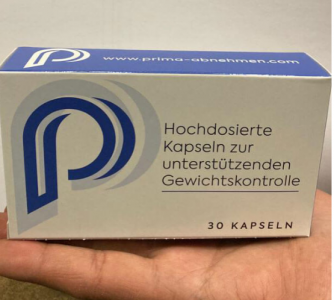 P www.prima-abnehmen.com
P
Hochdosierte
Kapseln zur
unterstützenden
Gewichtskontrolle
30 KAPSELN